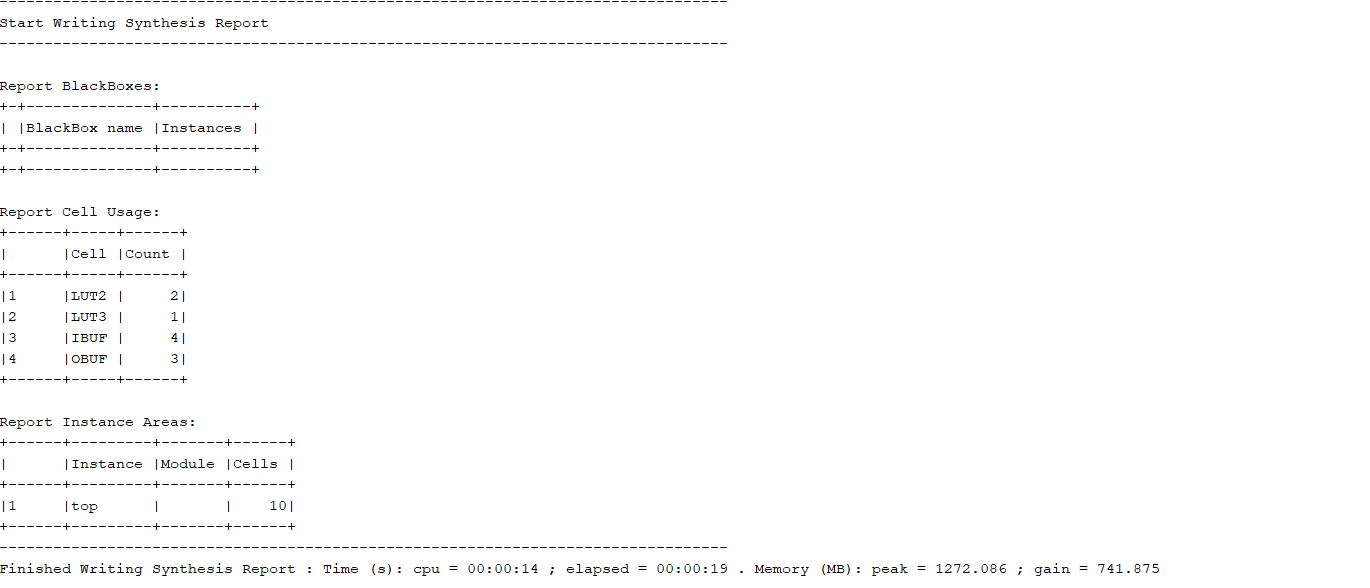 ---------------------------------------------------------------------------------
Start Writing Synthesis Report
---------------------------------------------------------------------------------

Report BlackBoxes:
+-+--------------+----------+
| |BlackBox name |Instances |
+-+--------------+----------+
+-+--------------+----------+

Report Cell Usage:
+------+-----+------+
|      |Cell |Count |
+------+-----+------+
|1     |LUT2 |     2|
|2     |LUT3 |     1|
|3     |IBUF |     4|
|4     |OBUF |     3|
+------+-----+------+

Report Instance Areas:
+------+---------+-------+------+
|      |Instance |Module |Cells |
+------+---------+-------+------+
|1     |top      |       |    10|
+------+---------+-------+------+
---------------------------------------------------------------------------------
Finished Writing Synthesis Report : Time (s): cpu = 00:00:14 ; elapsed = 00:00:19 . Memory (MB): peak = 1272.086 ; gain = 741.875